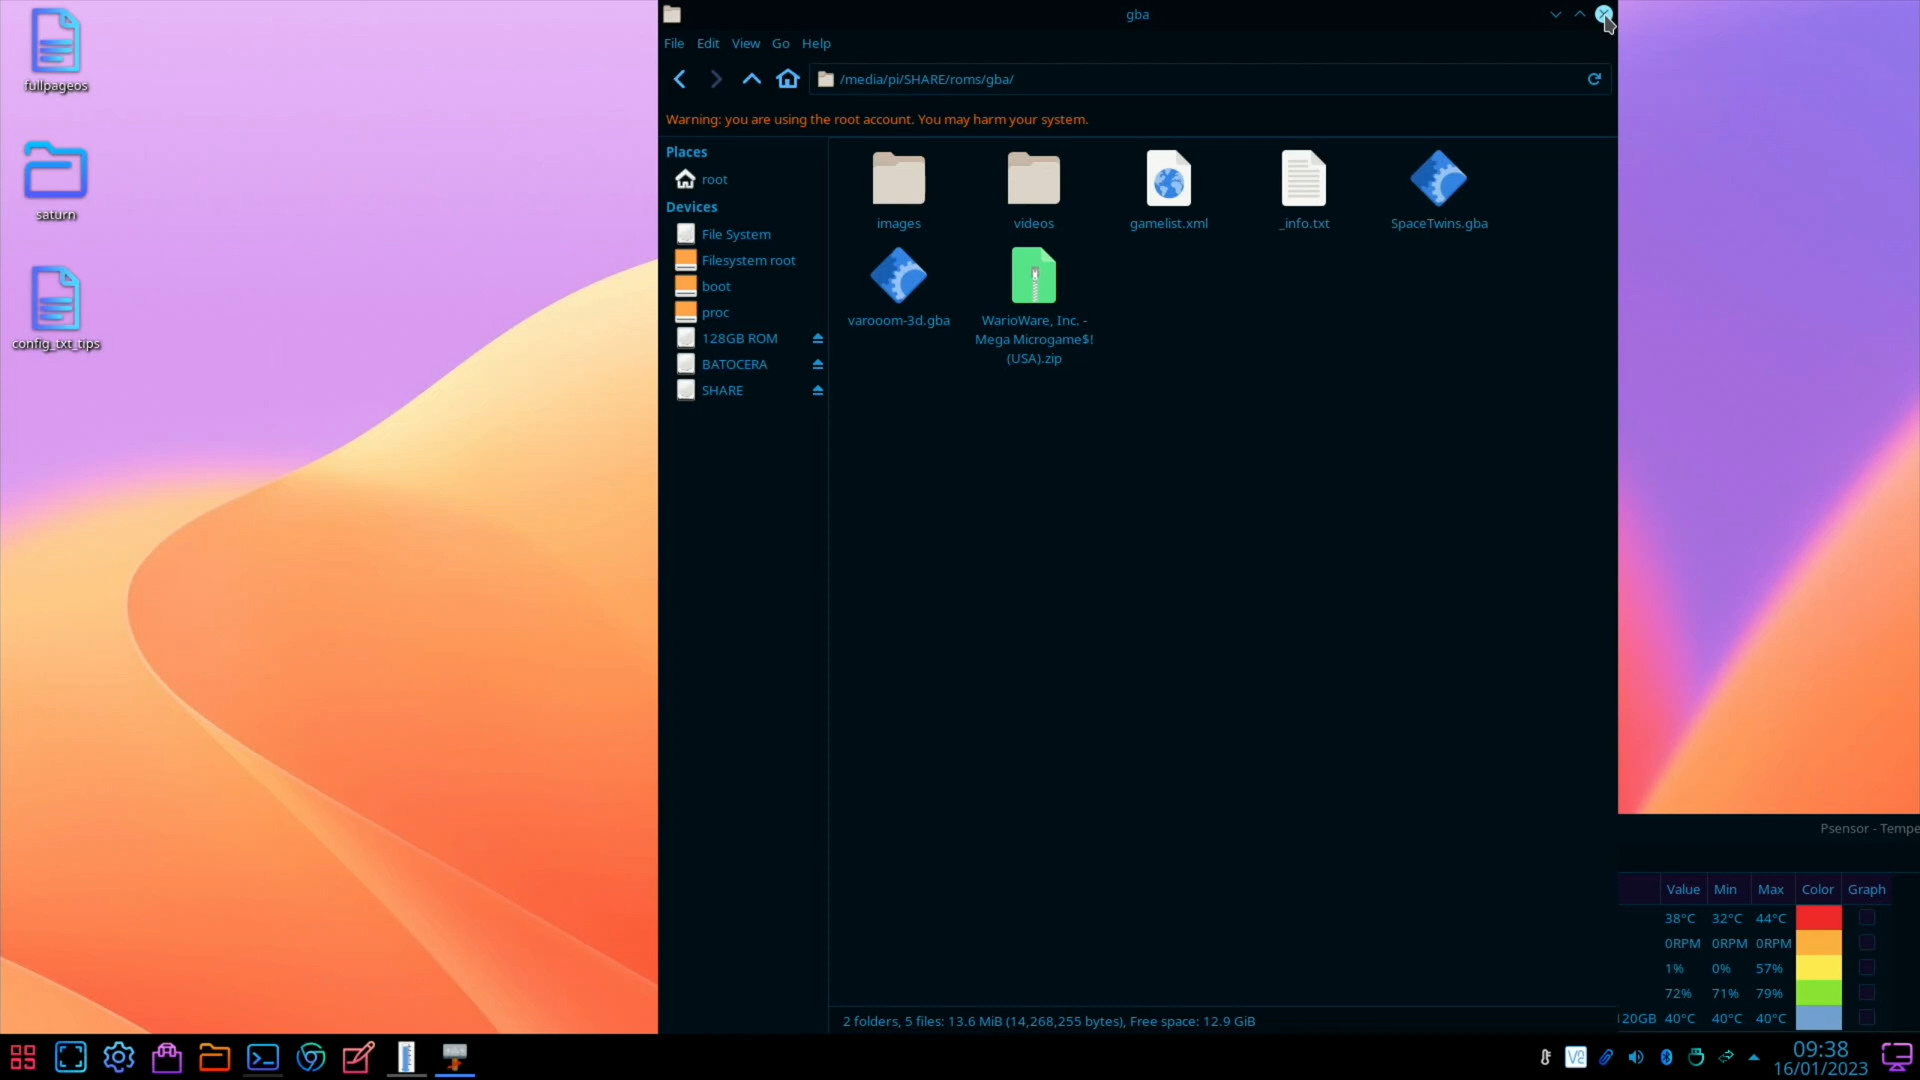 fullpageos
saturn
config_txt_tips
gba
File Edit View Go Help
/media/pi/SHARE/roms/gba/
Warning: you are using the root account. You may harm your system.
Places
root
Devices
File System
Filesystem root
boot
proc
128GB ROM
BATOCERA
SHARE
images
videos
gamelist.xml
_info.txt
SpaceTwins.gba
varooom-3d.gba
WarioWare, Inc. -
Mega Microgame$!
(USA).zip
2 folders, 5 files: 13.6 MiB (14,268,255 bytes), Free space: 12.9 GiB
Psensor - Tempe
Value Min Max Color Graph
38°C 32°C 44°C
0RPM 0RPM 0RPM
1% 0% 57%
72% 71% 79%
120GB 40°C 40°C 40°C
09:38
16/01/2023